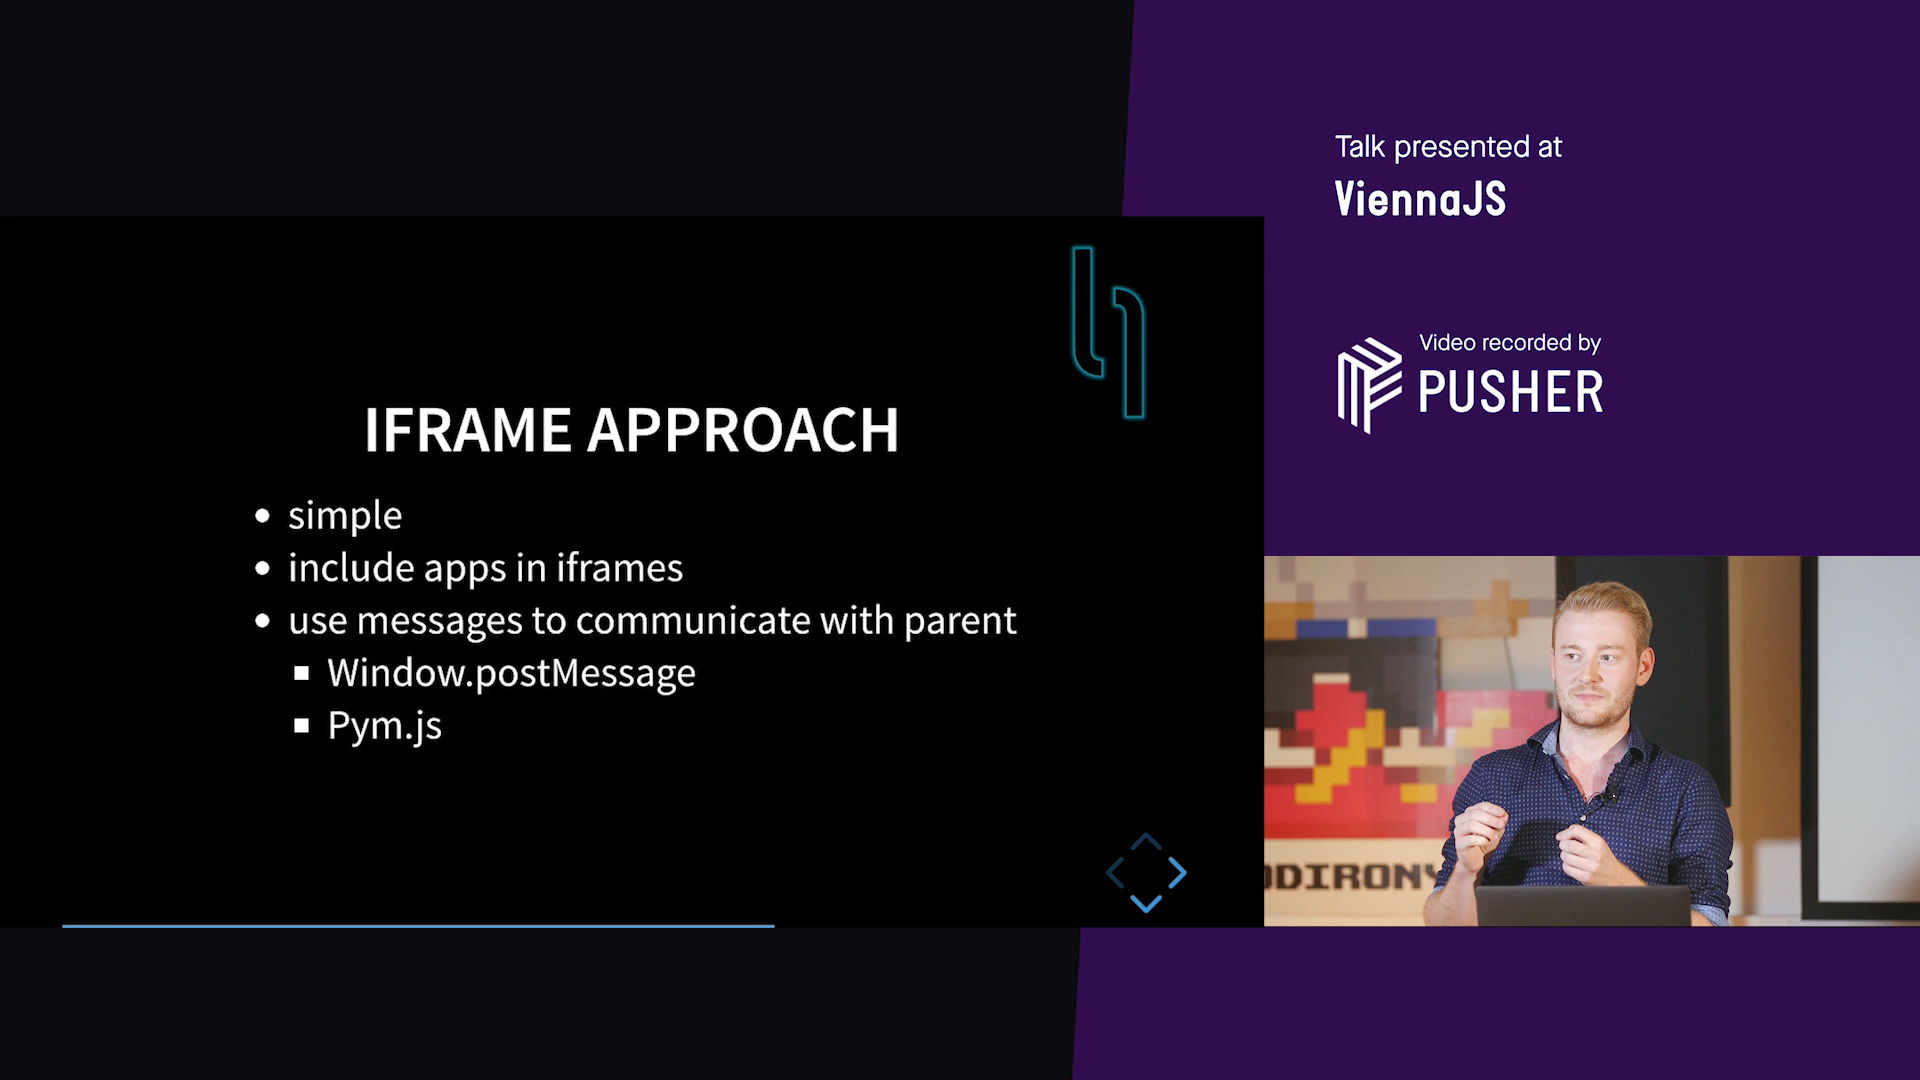 Talk presented at
ViennaJS
Video recorded by
PUSHER
IFRAME APPROACH
simple
include apps in iframes
use messages to communicate with parent
Window.postMessage
Pym.js